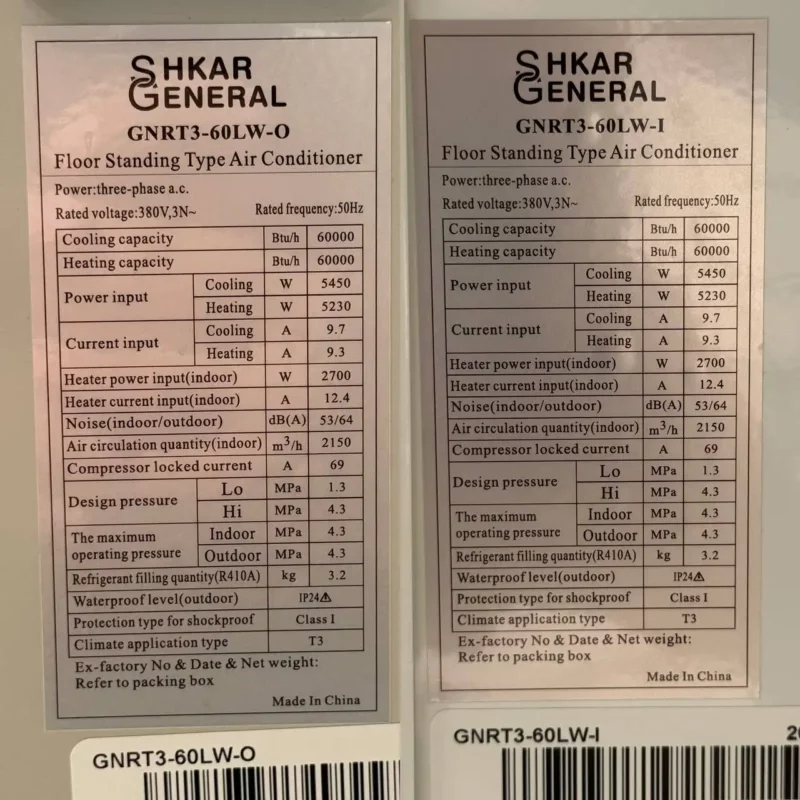 SHKAR
GENERAL
GNRT3-60LW-O
Floor Standing Type Air Conditioner
Power:three-phase a.c.
Rated voltage:380V,3N~ Rated frequency:50Hz
Cooling capacity Btu/h 60000
Heating capacity Btu/h 60000
Power input Cooling W 5450
Heating W 5230
Current input Cooling A 9.7
Heating A 9.3
Heater power input(indoor) W 2700
Heater current input(indoor) A 12.4
Noise(indoor/outdoor) dB(A) 53/64
Air circulation quantity(indoor) m³/h 2150
Compressor locked current A 69
Design pressure Lo MPa 1.3
Hi MPa 4.3
The maximum operating pressure Indoor MPa 4.3
Outdoor MPa 4.3
Refrigerant filling quantity(R410A) kg 3.2
Waterproof level(outdoor) IP24⚠
Protection type for shockproof Class I
Climate application type T3
Ex-factory No & Date & Net weight:
Refer to packing box
Made In China
GNRT3-60LW-O
SHKAR
GENERAL
GNRT3-60LW-I
Floor Standing Type Air Conditioner
Power:three-phase a.c.
Rated voltage:380V,3N~ Rated frequency:50Hz
Cooling capacity Btu/h 60000
Heating capacity Btu/h 60000
Power input Cooling W 5450
Heating W 5230
Current input Cooling A 9.7
Heating A 9.3
Heater power input(indoor) W 2700
Heater current input(indoor) A 12.4
Noise(indoor/outdoor) dB(A) 53/64
Air circulation quantity(indoor) m³/h 2150
Compressor locked current A 69
Design pressure Lo MPa 1.3
Hi MPa 4.3
The maximum operating pressure Indoor MPa 4.3
Outdoor MPa 4.3
Refrigerant filling quantity(R410A) kg 3.2
Waterproof level(outdoor) IP24⚠
Protection type for shockproof Class I
Climate application type T3
Ex-factory No & Date & Net weight:
Refer to packing box
Made In China
GNRT3-60LW-I